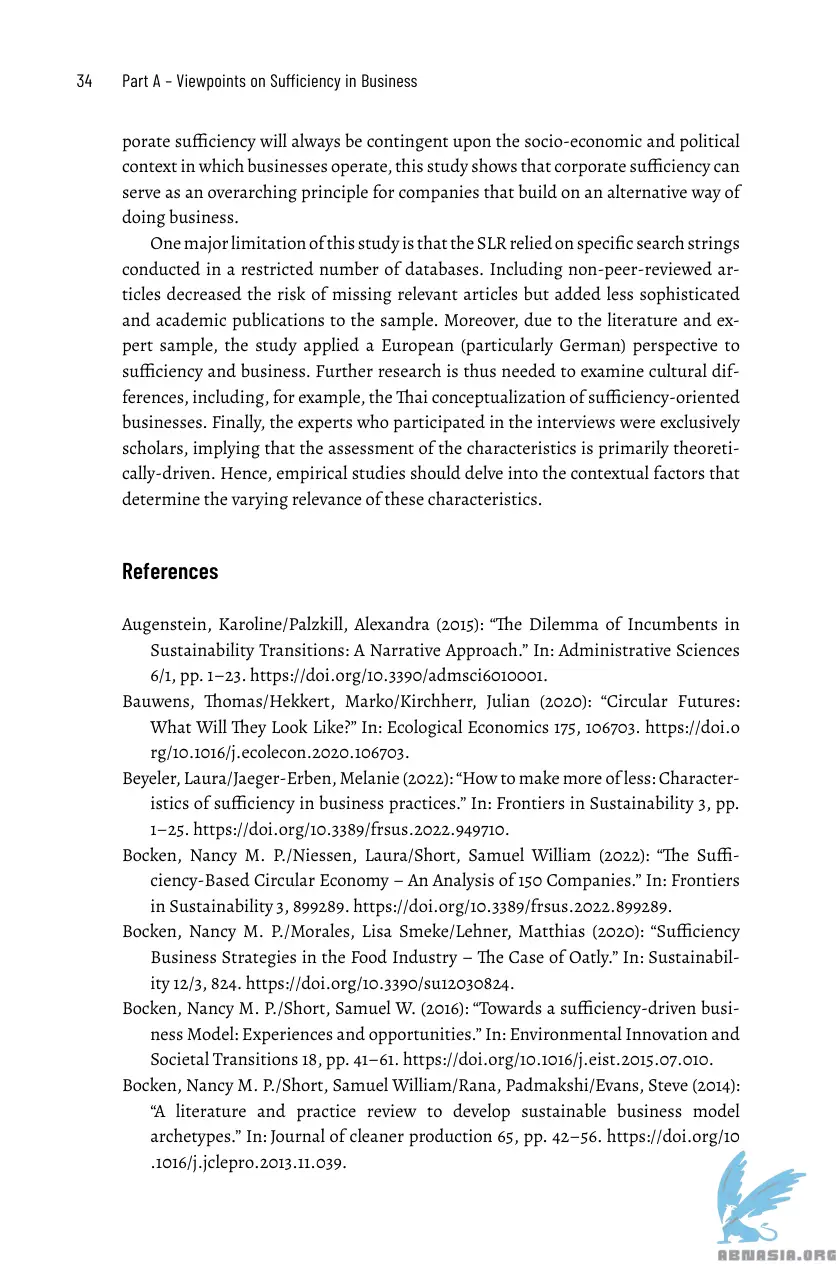 34 Part A – Viewpoints on Sufficiency in Business
porate sufficiency will always be contingent upon the socio-economic and political
context in which businesses operate, this study shows that corporate sufficiency can
serve as an overarching principle for companies that build on an alternative way of
doing business.
One major limitation of this study is that the SLR relied on specific search strings
conducted in a restricted number of databases. Including non-peer-reviewed ar-
ticles decreased the risk of missing relevant articles but added less sophisticated
and academic publications to the sample. Moreover, due to the literature and ex-
pert sample, the study applied a European (particularly German) perspective to
sufficiency and business. Further research is thus needed to examine cultural dif-
ferences, including, for example, the Thai conceptualization of sufficiency-oriented
businesses. Finally, the experts who participated in the interviews were exclusively
scholars, implying that the assessment of the characteristics is primarily theoreti-
cally-driven. Hence, empirical studies should delve into the contextual factors that
determine the varying relevance of these characteristics.
References
Augenstein, Karoline/Palzkill, Alexandra (2015): “The Dilemma of Incumbents in
Sustainability Transitions: A Narrative Approach.” In: Administrative Sciences
6/1, pp. 1–23. https://doi.org/10.3390/admsci6010001.
Bauwens, Thomas/Hekkert, Marko/Kirchherr, Julian (2020): “Circular Futures:
What Will They Look Like?” In: Ecological Economics 175, 106703. https://doi.o
rg/10.1016/j.ecolecon.2020.106703.
Beyeler, Laura/Jaeger-Erben, Melanie (2022): “How to make more of less: Character-
istics of sufficiency in business practices.” In: Frontiers in Sustainability 3, pp.
1–25. https://doi.org/10.3389/frsus.2022.949710.
Bocken, Nancy M. P./Niessen, Laura/Short, Samuel William (2022): “The Suffi-
ciency-Based Circular Economy – An Analysis of 150 Companies.” In: Frontiers
in Sustainability 3, 899289. https://doi.org/10.3389/frsus.2022.899289.
Bocken, Nancy M. P./Morales, Lisa Smeke/Lehner, Matthias (2020): “Sufficiency
Business Strategies in the Food Industry – The Case of Oatly.” In: Sustainabil-
ity 12/3, 824. https://doi.org/10.3390/su12030824.
Bocken, Nancy M. P./Short, Samuel W. (2016): “Towards a sufficiency-driven busi-
ness Model: Experiences and opportunities.” In: Environmental Innovation and
Societal Transitions 18, pp. 41–61. https://doi.org/10.1016/j.eist.2015.07.010.
Bocken, Nancy M. P./Short, Samuel William/Rana, Padmakshi/Evans, Steve (2014):
“A literature and practice review to develop sustainable business model
archetypes.” In: Journal of cleaner production 65, pp. 42–56. https://doi.org/10
.1016/j.jclepro.2013.11.039.
ABNASIA.ORG